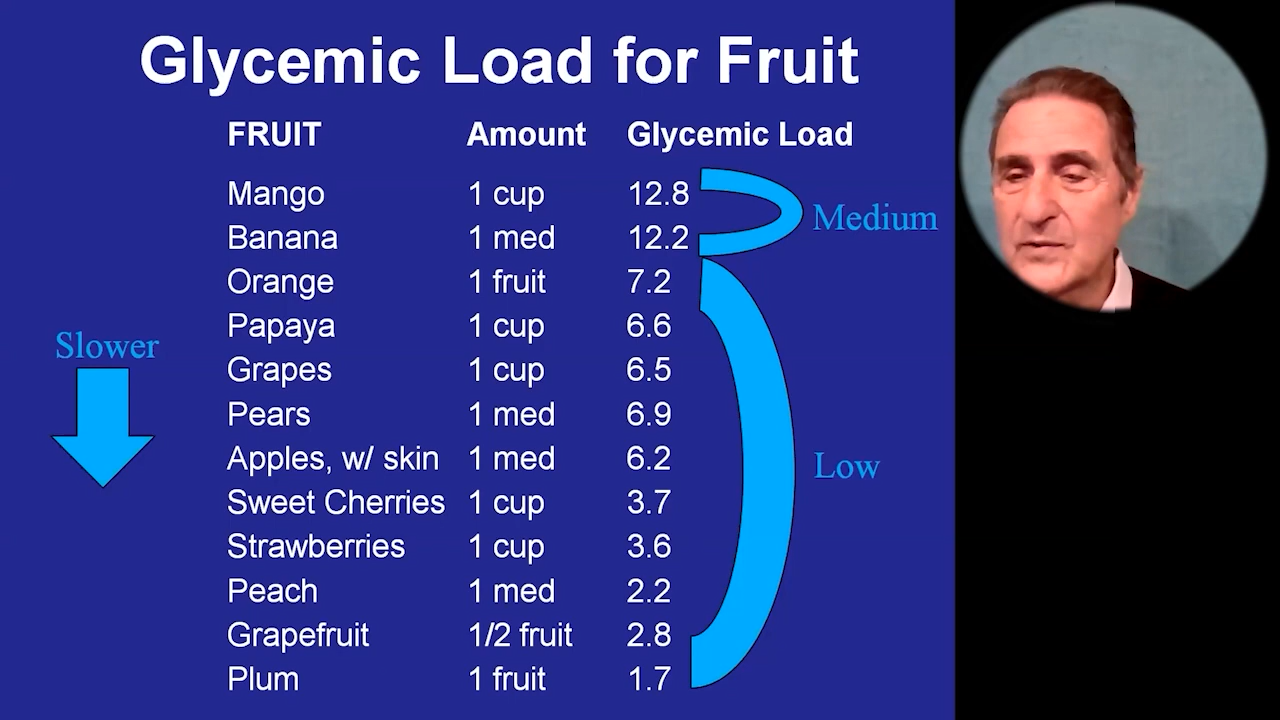 Glycemic Load for Fruit
FRUIT Amount Glycemic Load
Mango 1 cup 12.8
Banana 1 med 12.2
Medium
Orange 1 fruit 7.2
Papaya 1 cup 6.6
Slower
Grapes 1 cup 6.5
Pears 1 med 6.9
Apples, w/ skin 1 med 6.2
Low
Sweet Cherries 1 cup 3.7
Strawberries 1 cup 3.6
Peach 1 med 2.2
Grapefruit 1/2 fruit 2.8
Plum 1 fruit 1.7